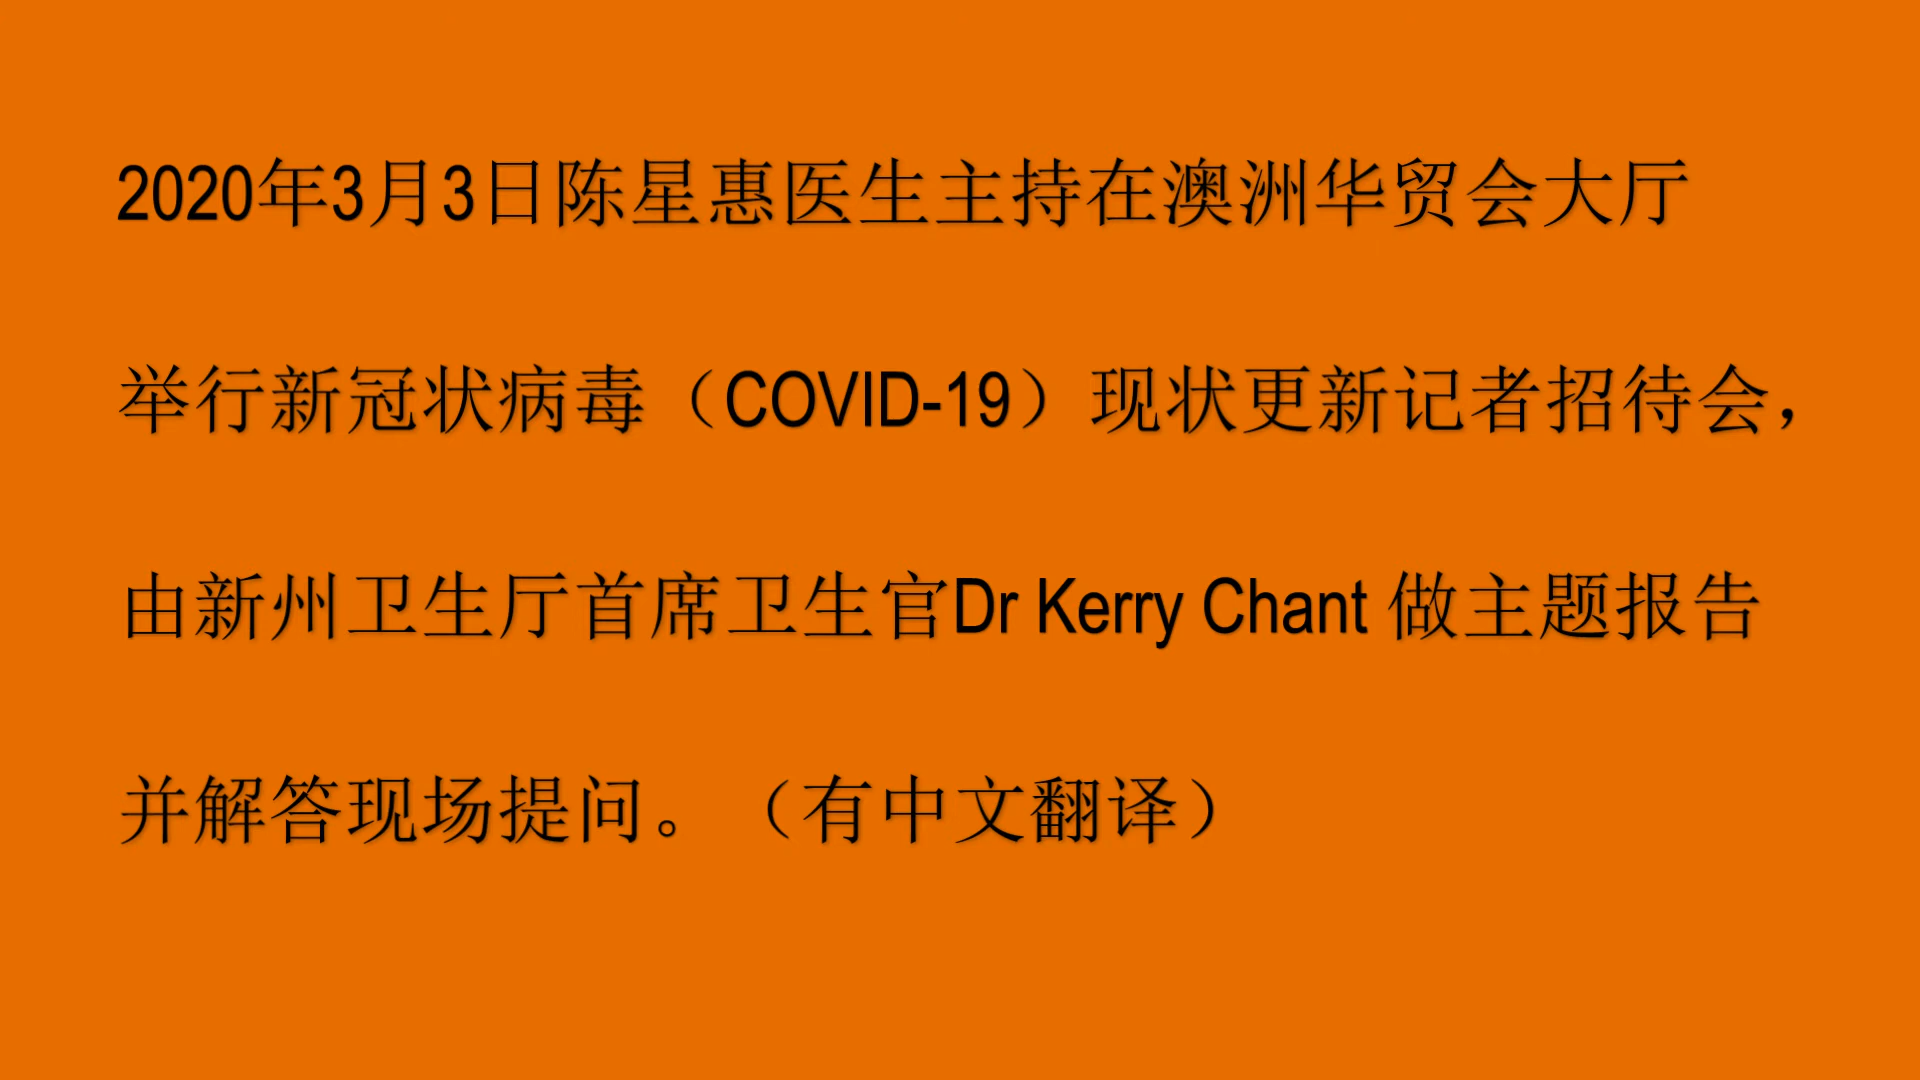 2020年3月3日陈星惠医生主持在澳洲华贸会大厅
举行新冠状病毒（COVID-19）现状更新记者招待会，
由新州卫生厅首席卫生官Dr Kerry Chant 做主题报告
并解答现场提问。（有中文翻译）